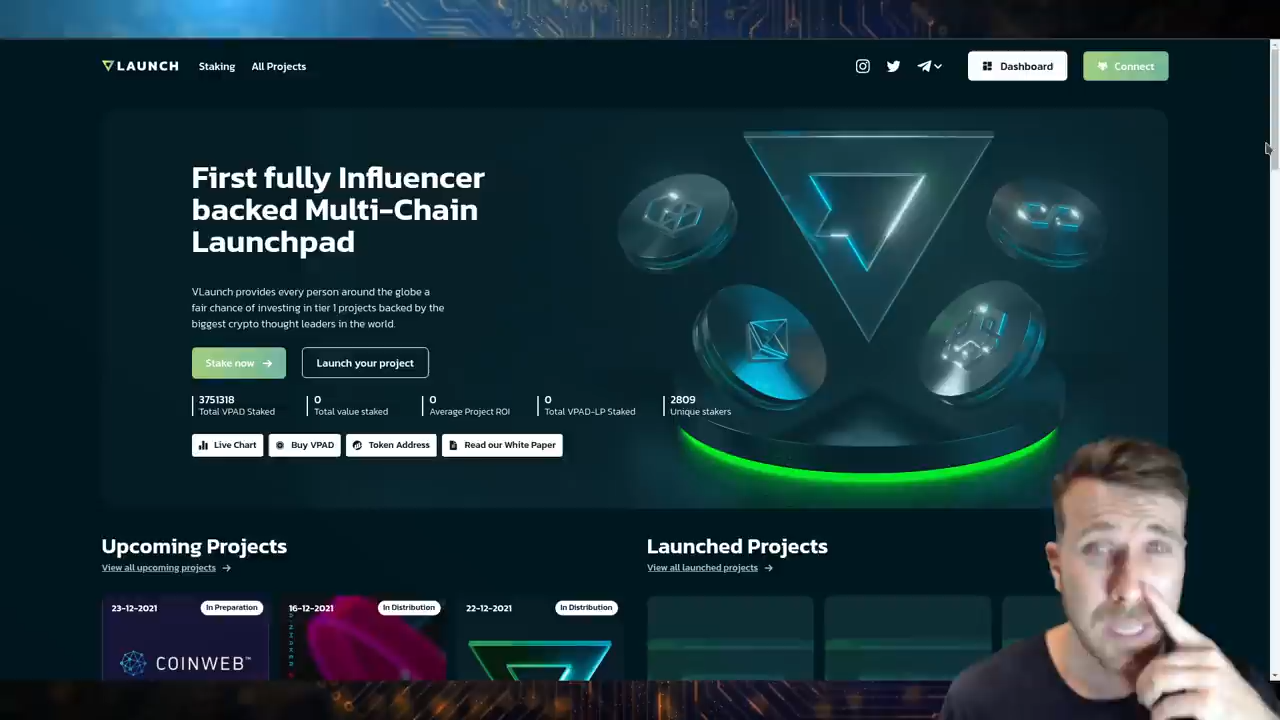 VLAUNCH Staking All Projects Dashboard Connect
First fully Influencer
backed Multi-Chain
Launchpad
VLaunch provides every person around the globe a
fair chance of investing in tier 1 projects backed by the
biggest crypto thought leaders in the world.
Stake now → Launch your project
3751318 0 0 0 2809
Total VPAD Staked Total value staked Average Project ROI Total VPAD-LP Staked Unique stakers
Live Chart Buy VPAD Token Address Read our White Paper
Upcoming Projects Launched Projects
View all upcoming projects → View all launched projects →
23-12-2021 In Preparation 16-12-2021 In Distribution 22-12-2021 In Distribution
COINWEB™